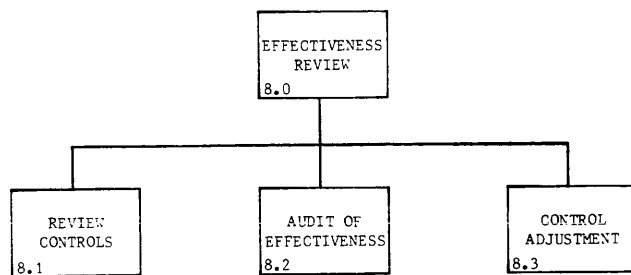 EFFECTIVENESS
REVIEW
8.0
REVIEW
CONTROLS
8.1
AUDIT OF
EFFECTIVENESS
8.2
CONTROL
ADJUSTMENT
8.3